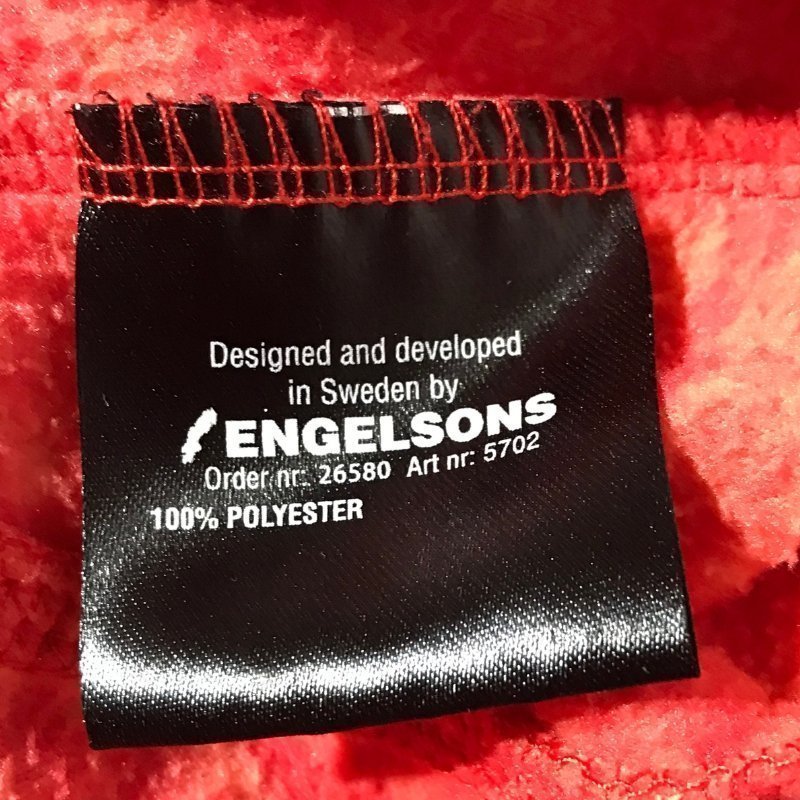 Designed and developed
in Sweden by
ENGELSONS
Order nr: 26580 Art nr: 5702
100% POLYESTER